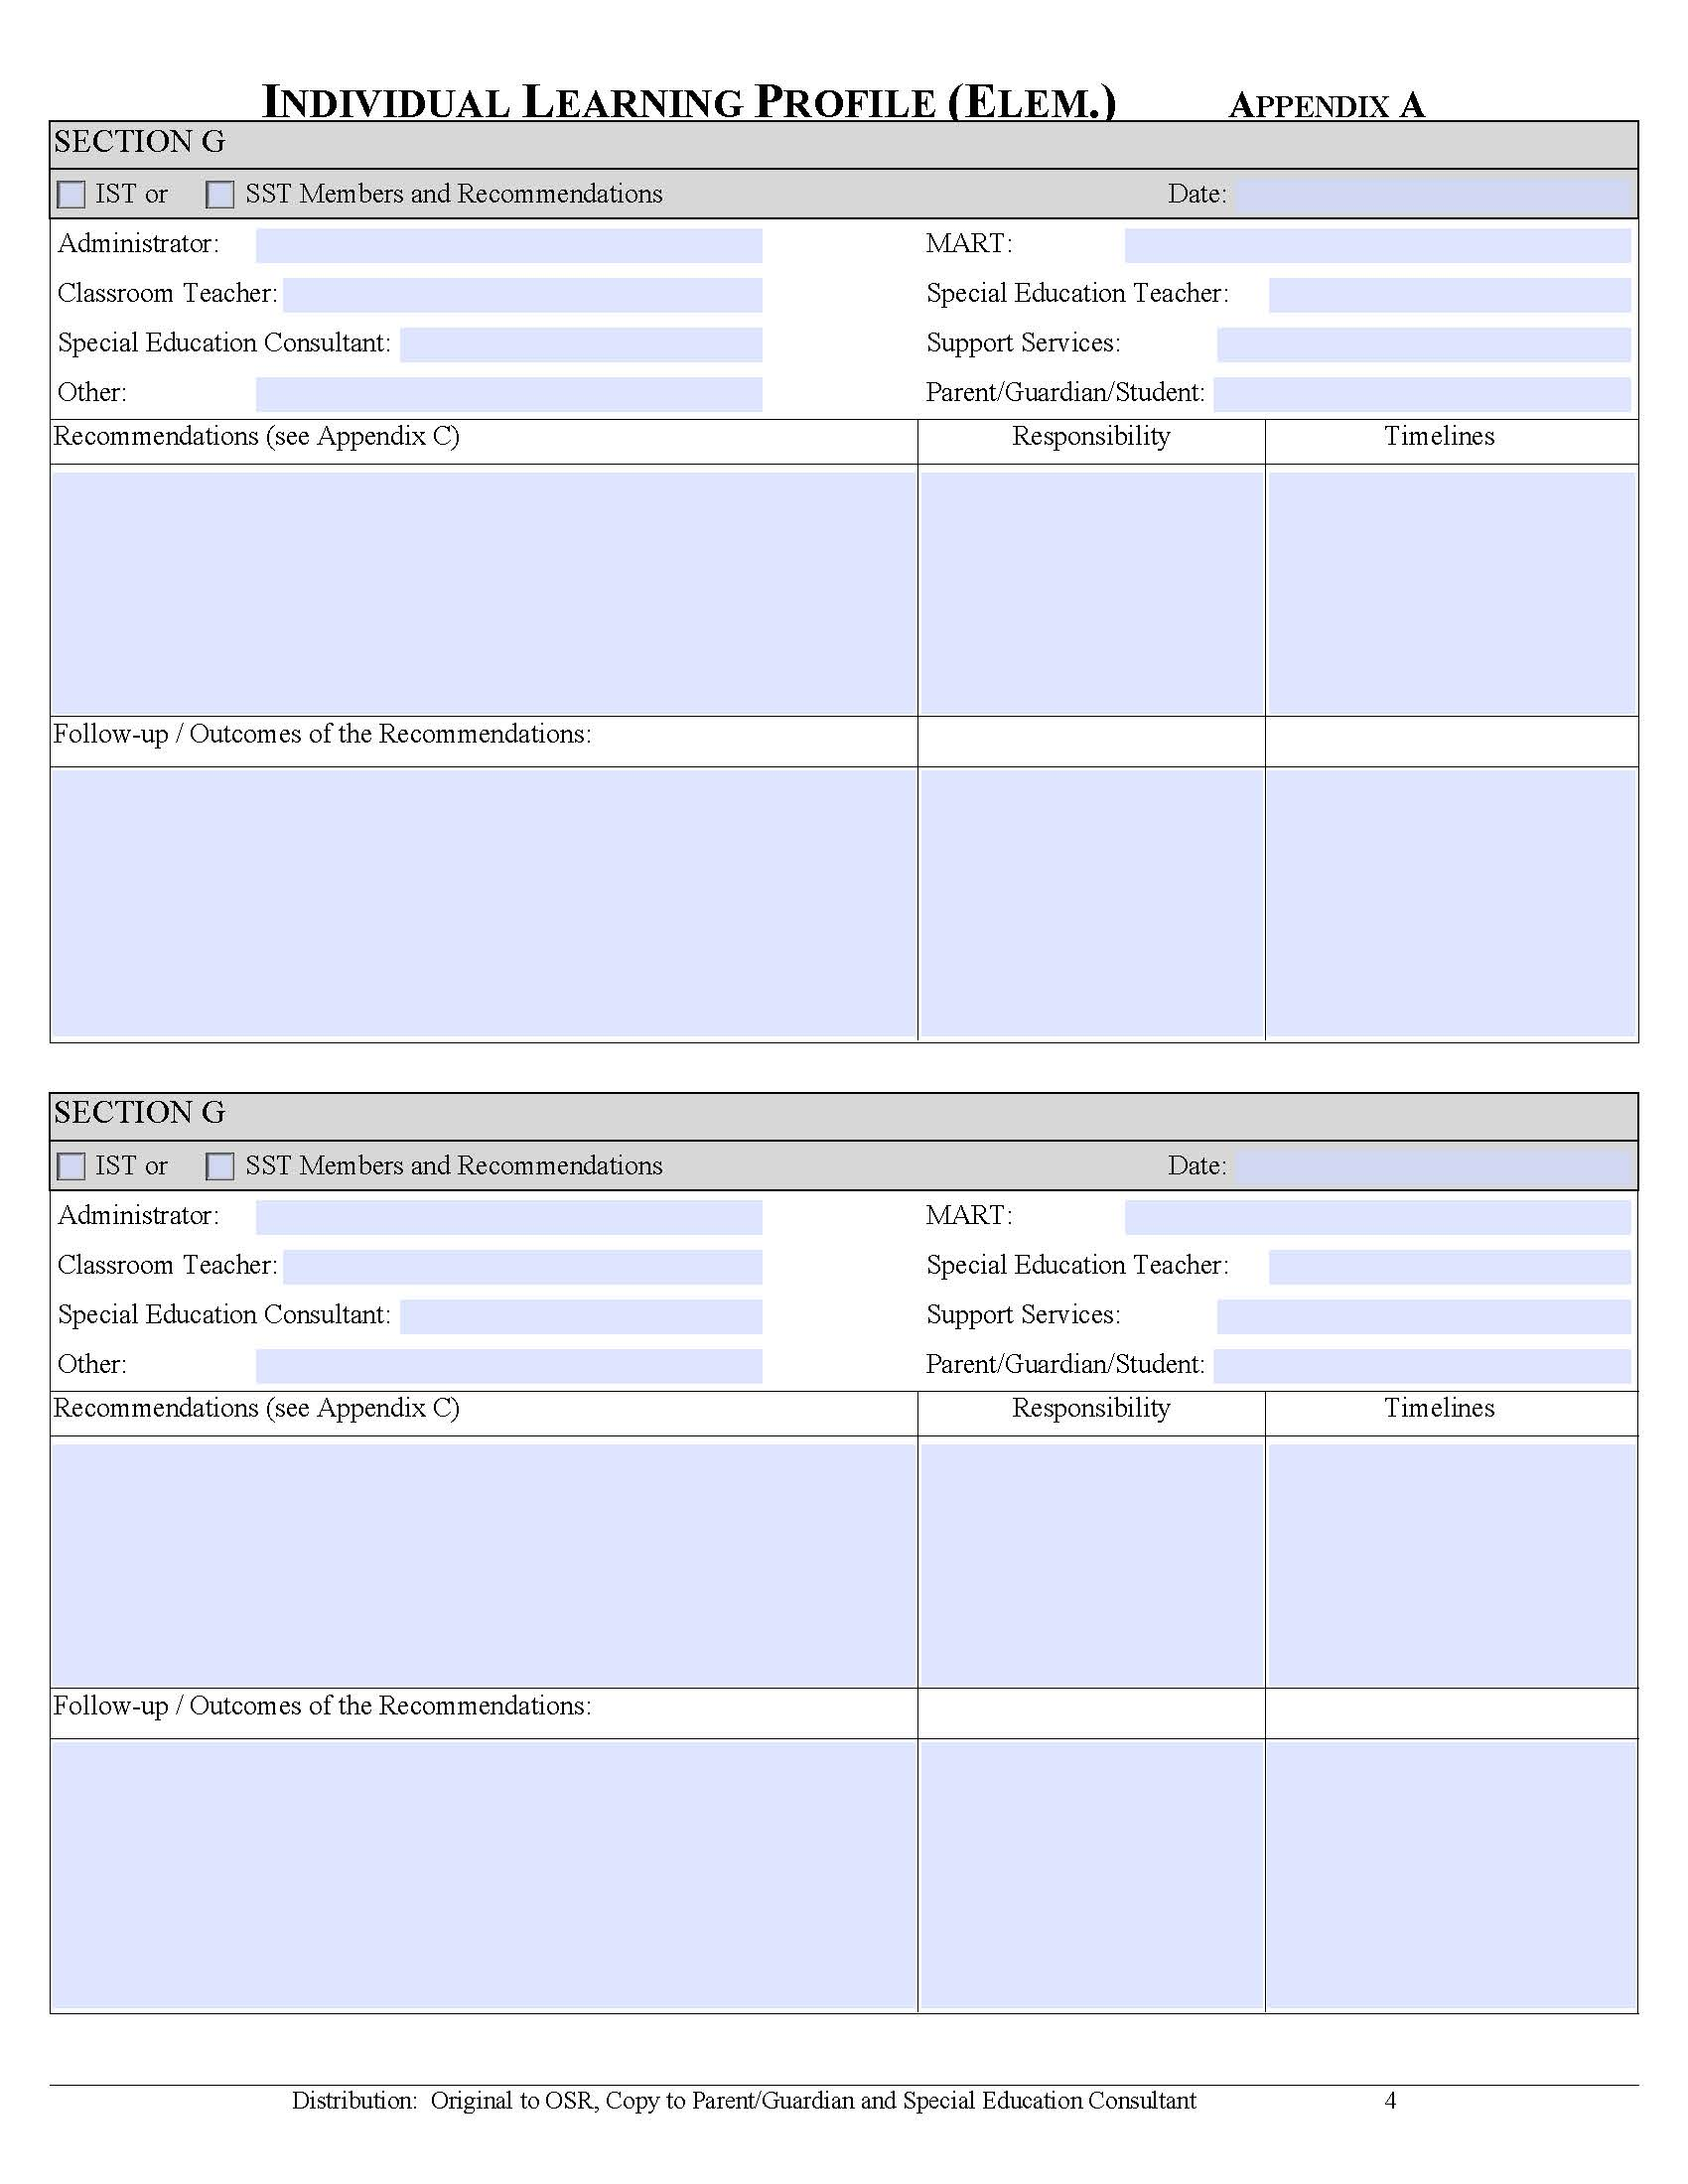 INDIVIDUAL LEARNING PROFILE (ELEM.) APPENDIX A
SECTION G
IST or SST Members and Recommendations Date:
Administrator: MART:
Classroom Teacher: Special Education Teacher:
Special Education Consultant: Support Services:
Other: Parent/Guardian/Student:
Recommendations (see Appendix C) Responsibility Timelines
Follow-up / Outcomes of the Recommendations:
SECTION G
IST or SST Members and Recommendations Date:
Administrator: MART:
Classroom Teacher: Special Education Teacher:
Special Education Consultant: Support Services:
Other: Parent/Guardian/Student:
Recommendations (see Appendix C) Responsibility Timelines
Follow-up / Outcomes of the Recommendations:
Distribution: Original to OSR, Copy to Parent/Guardian and Special Education Consultant 4